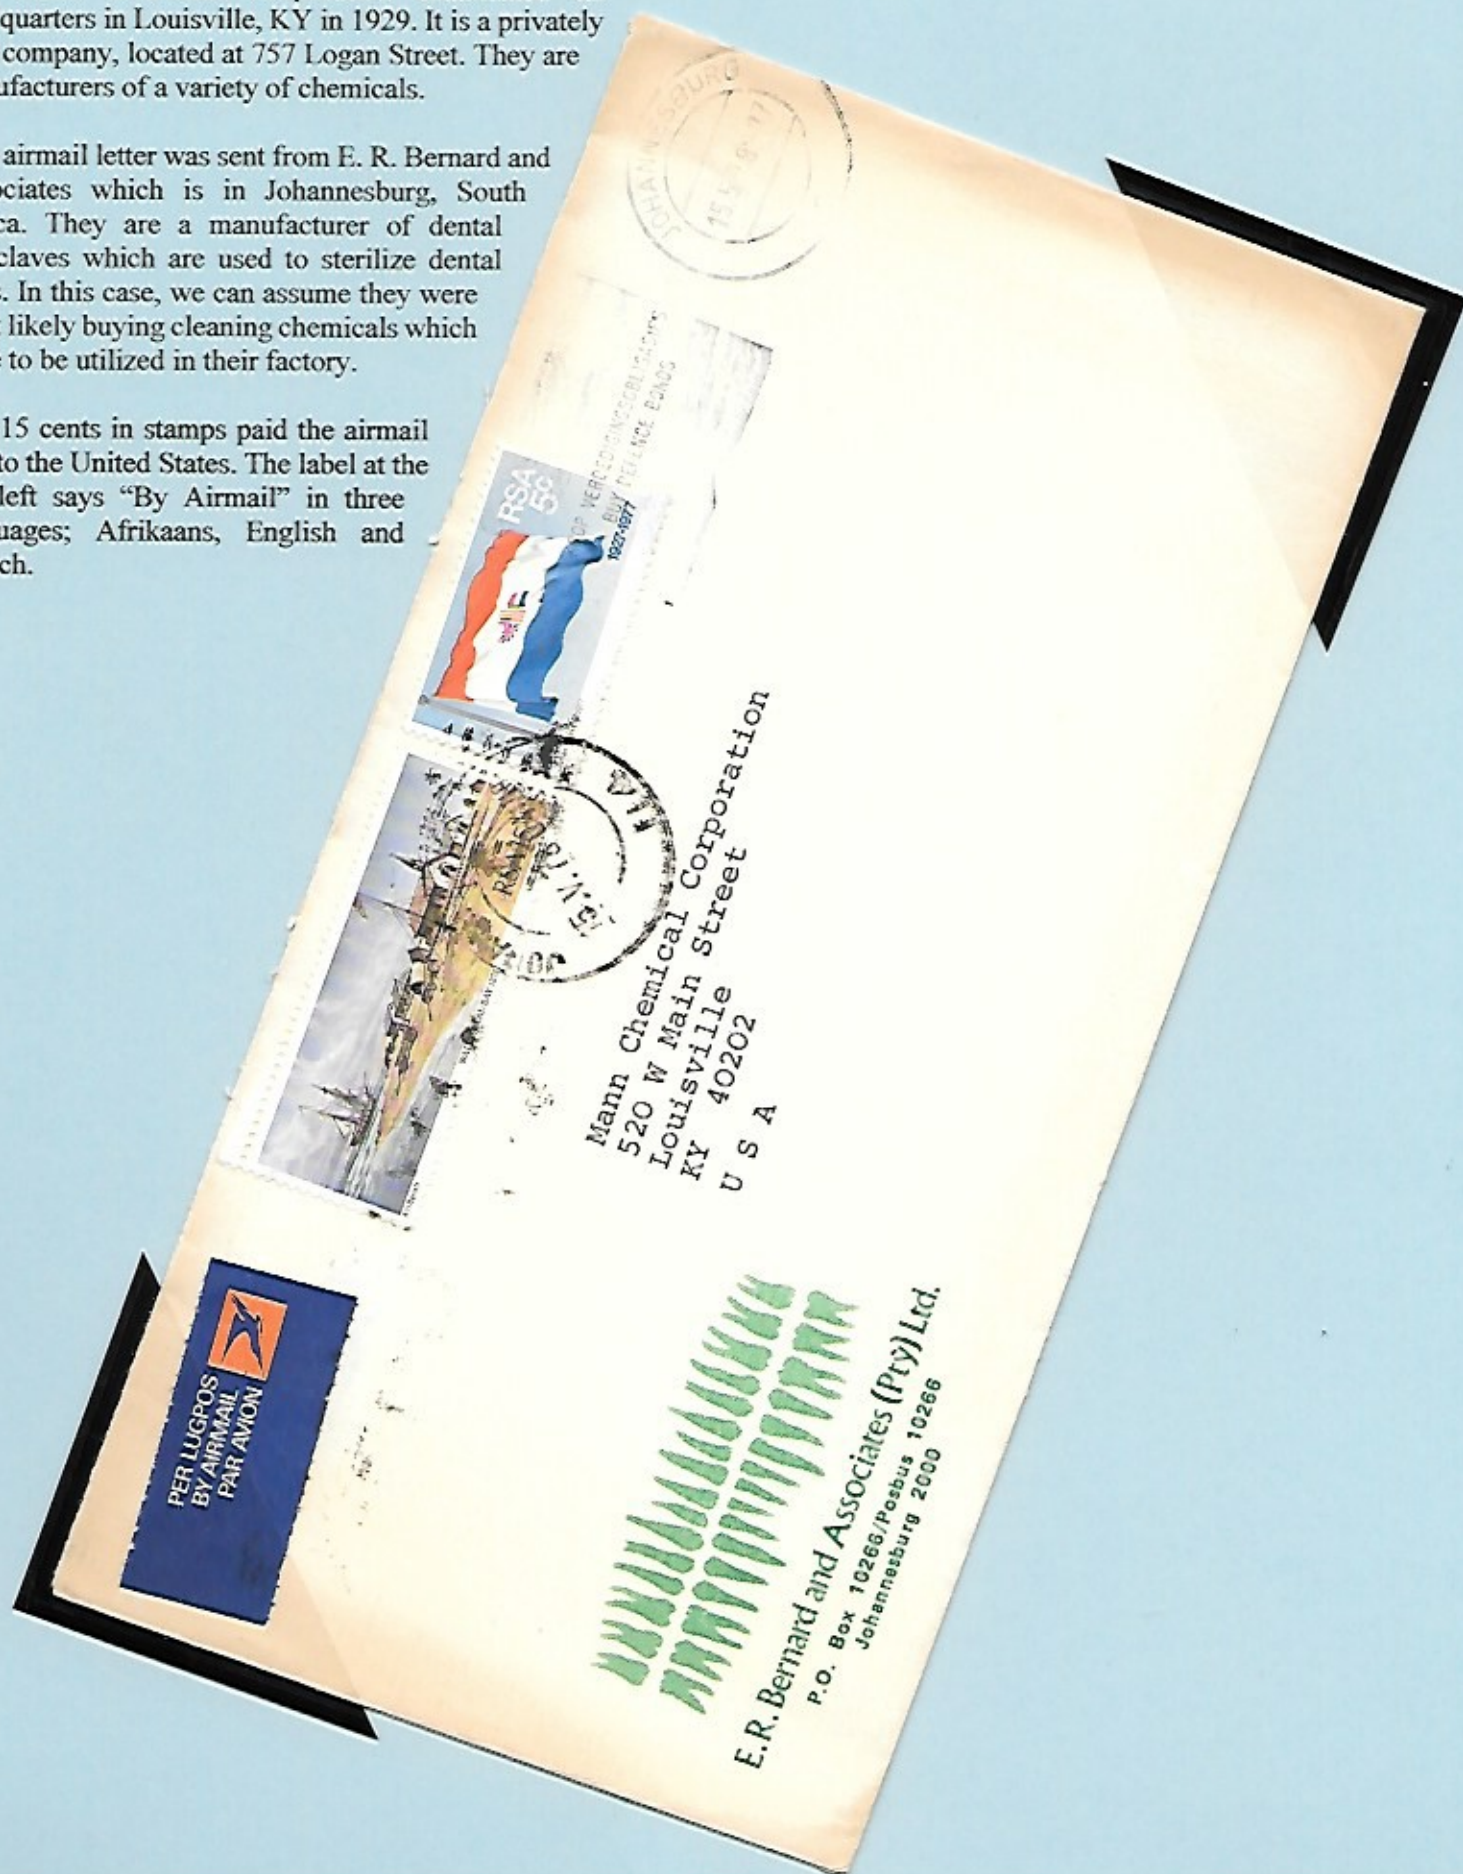 quarters in Louisville, KY in 1929. It is a privately
company, located at 757 Logan Street. They are
ufacturers of a variety of chemicals.
airmail letter was sent from E. R. Bernard and
ociates which is in Johannesburg, South
ca. They are a manufacturer of dental
claves which are used to sterilize dental
s. In this case, we can assume they were
t likely buying cleaning chemicals which
e to be utilized in their factory.
15 cents in stamps paid the airmail
to the United States. The label at the
left says “By Airmail” in three
uages; Afrikaans, English and
ch.
JOHANNESBURG
BUY DEFENCE BONDS
RSA
5c
1927-1977
RSA
15.V.78
Mann Chemical Corporation
520 W Main Street
Louisville
KY 40202
U S A
PER LUGPOS
BY AIRMAIL
PAR AVION
E.R. Bernard and Associates (Pty) Ltd.
P.O. Box 10266/Posbus 10266
Johannesburg 2000